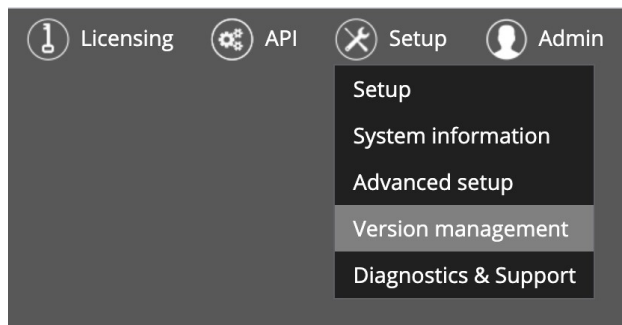 Licensing API Setup Admin
Setup
System information
Advanced setup
Version management
Diagnostics & Support